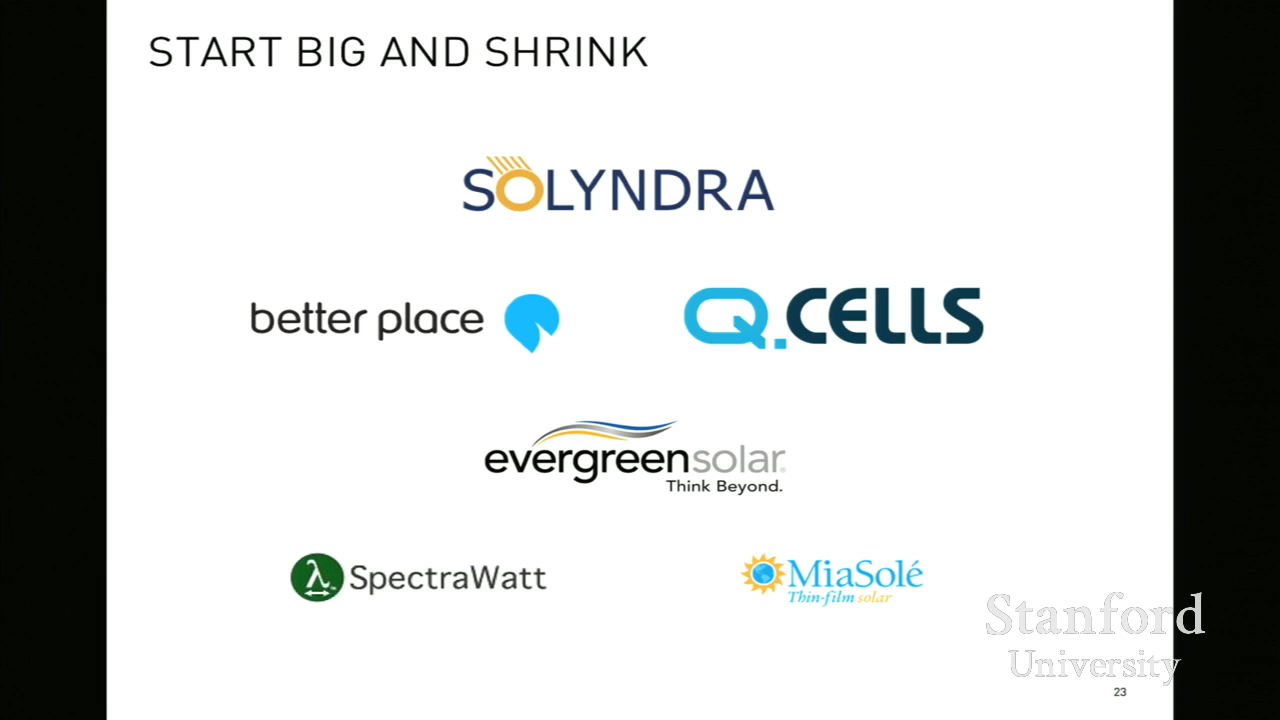 START BIG AND SHRINK
SOLYNDRA
better place
Q.CELLS
evergreensolar
Think Beyond.
SpectraWatt
MiaSolé
Thin-film solar
Stanford
University
23